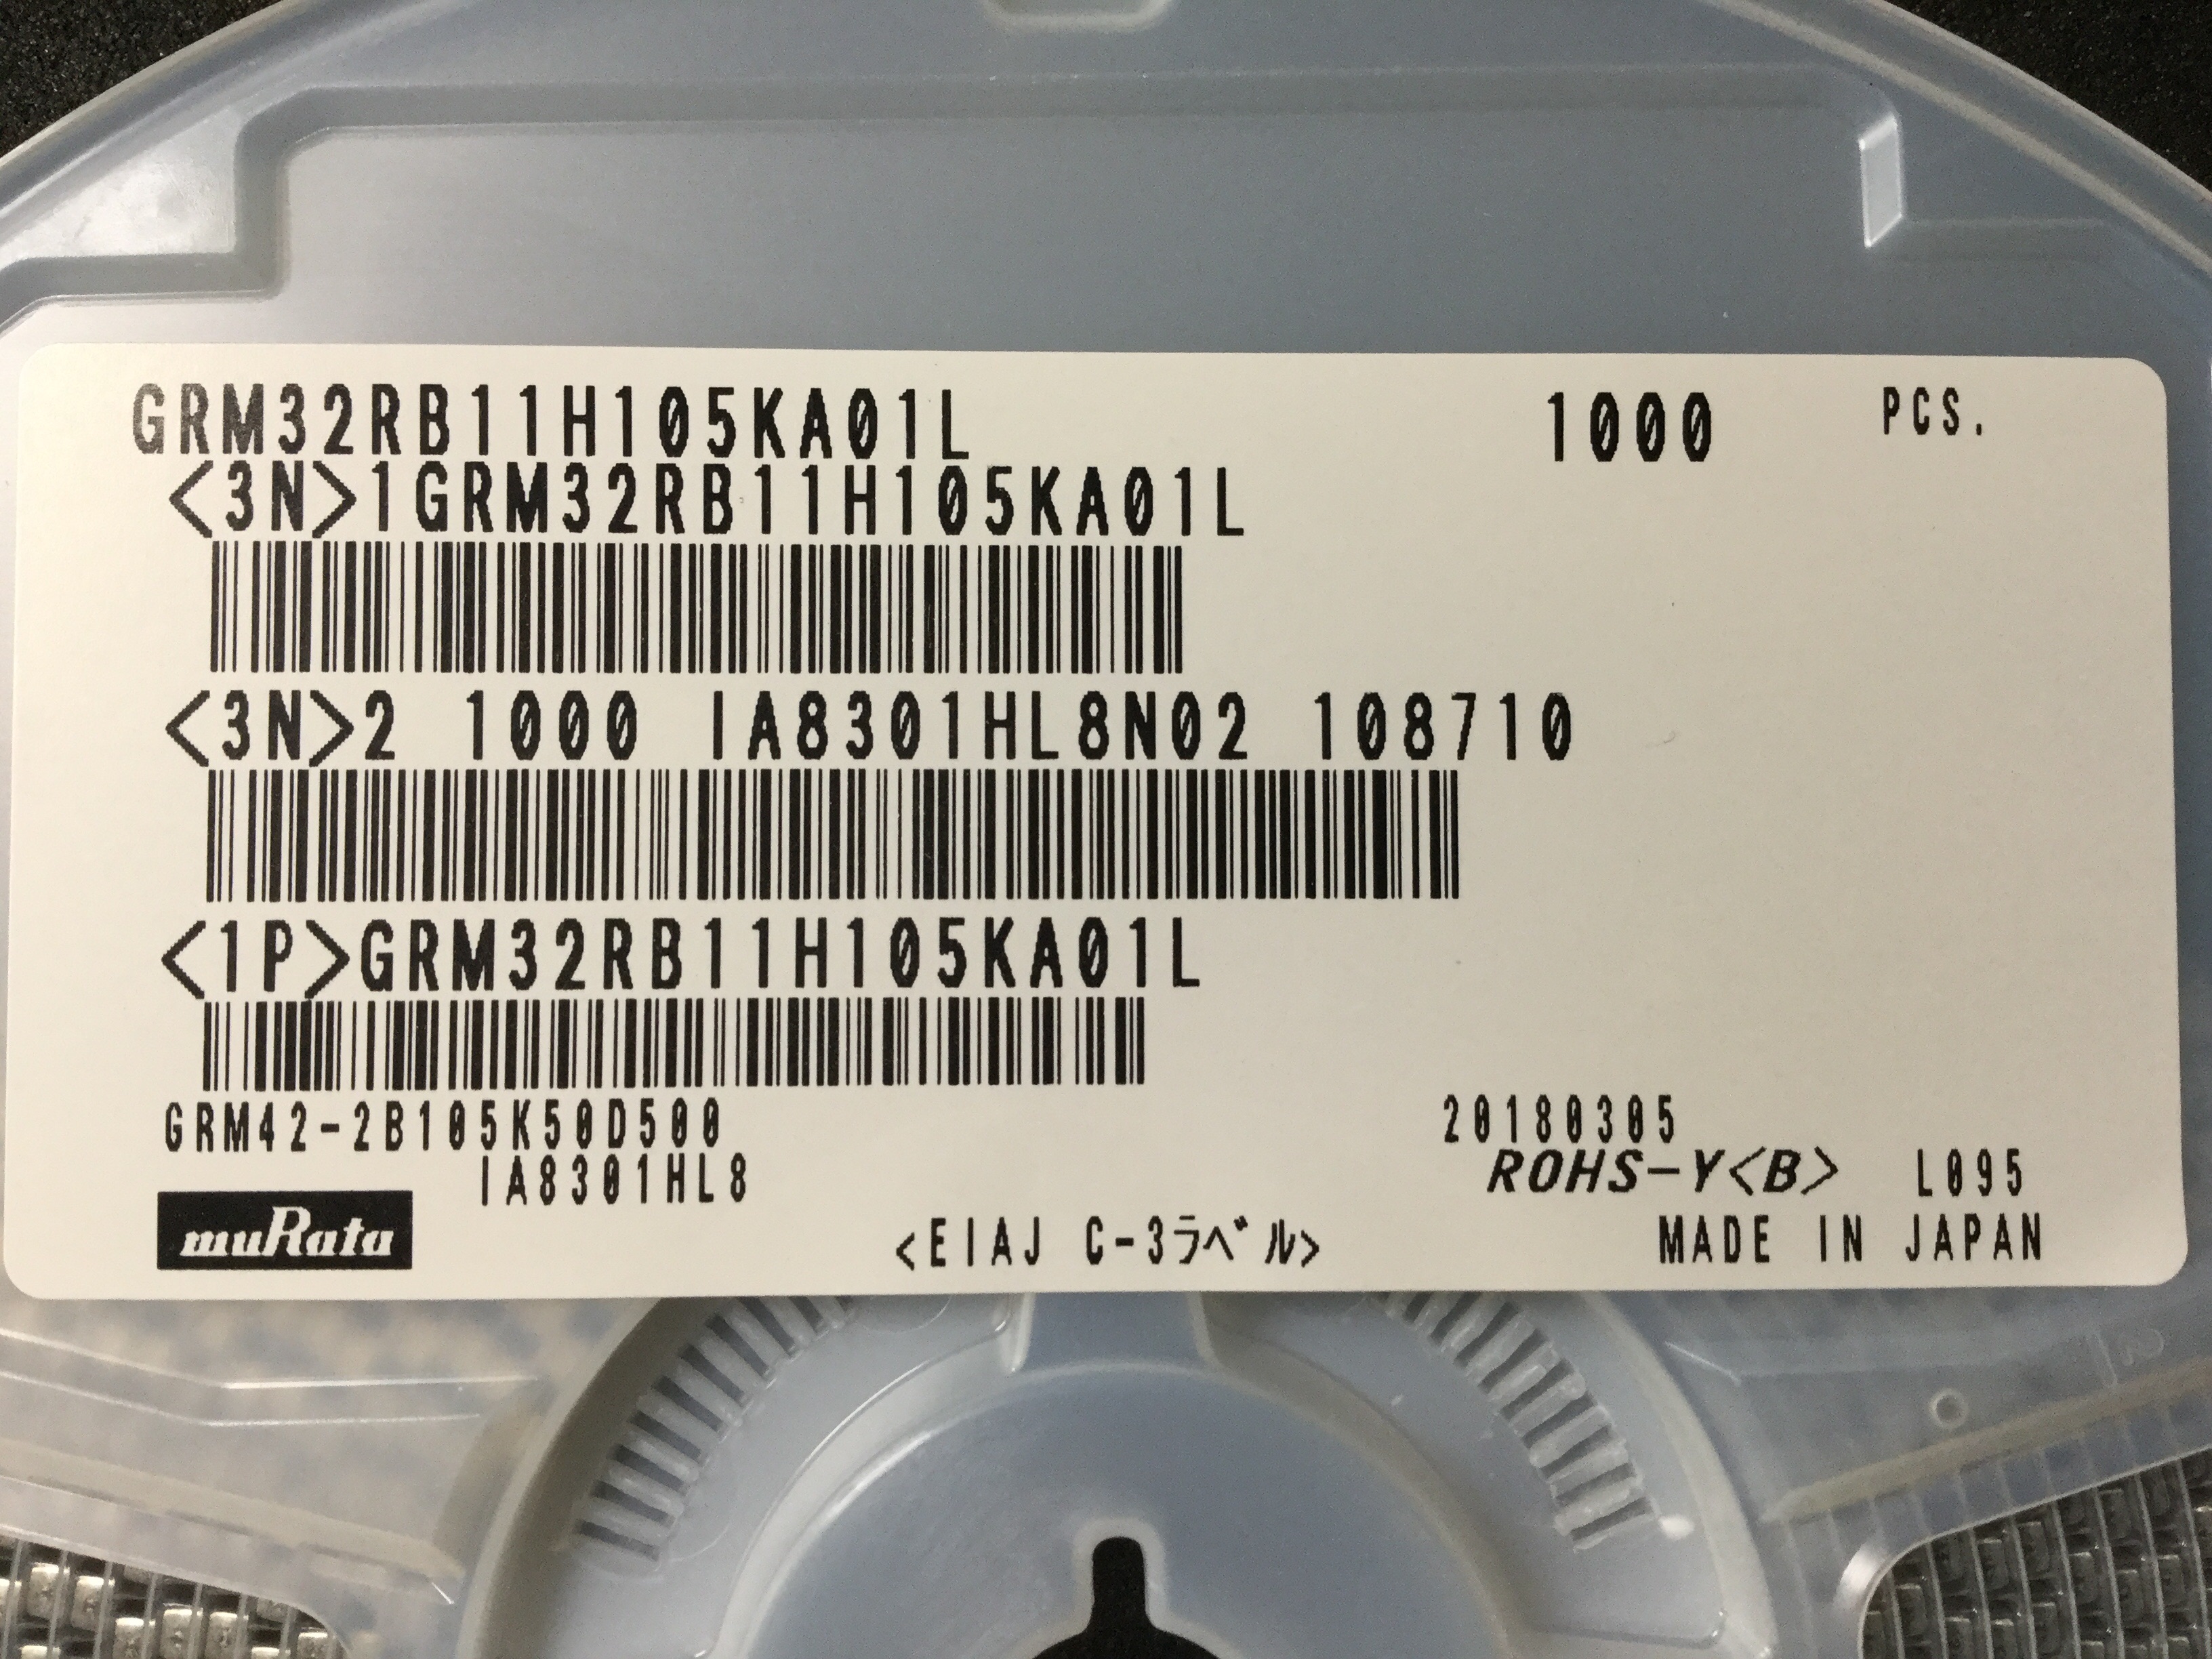 GRM32RB11H105KA01L 1000 PCS.
<3N>1GRM32RB11H105KA01L
<3N>2 1000 IA8301HL8N02 108710
<1P>GRM32RB11H105KA01L
GRM42-2B105K50D500 20180305
IA8301HL8 ROHS-Y<B> L095
muRata <EIAJ C-3ラベル> MADE IN JAPAN